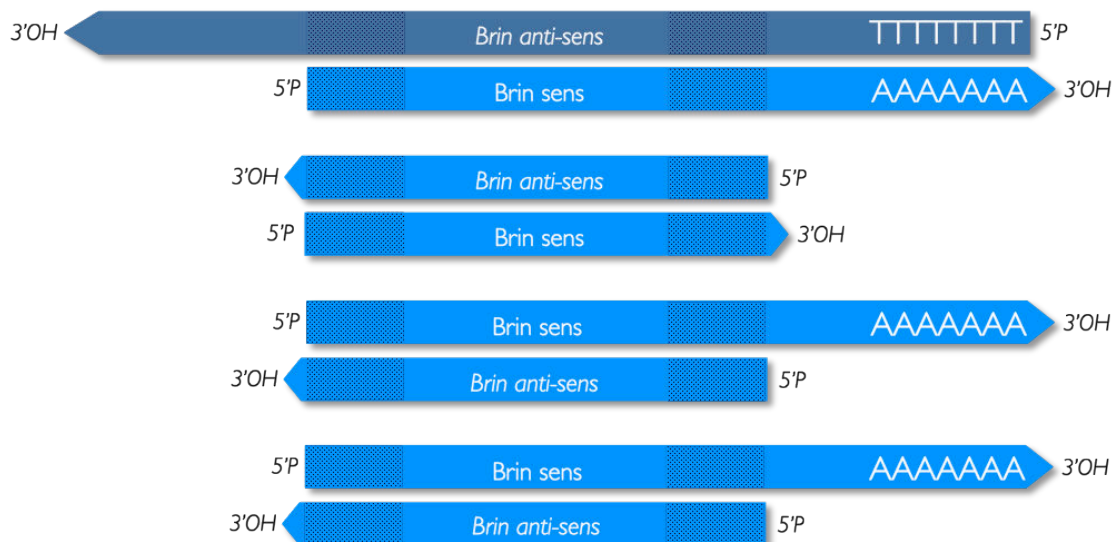 3'OH Brin anti-sens TTTTTTTT 5'P
5'P Brin sens AAAAAAA 3'OH
3'OH Brin anti-sens 5'P
5'P Brin sens 3'OH
5'P Brin sens AAAAAAA 3'OH
3'OH Brin anti-sens 5'P
5'P Brin sens AAAAAAA 3'OH
3'OH Brin anti-sens 5'P